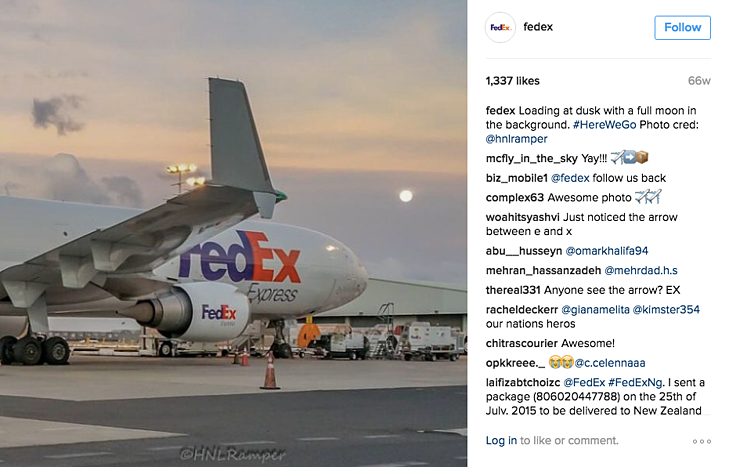 FedEx
Express
FedEx
Express
©HNLRamper
FedEx.
fedex
Follow
1,337 likes
66w
fedex Loading at dusk with a full moon in
the background. #HereWeGo Photo cred:
@hnlramper
mcfly_in_the_sky Yay!!! ✈️➡️📦
biz_mobile1 @fedex follow us back
complex63 Awesome photo ✈️✈️
woahitsyashvi Just noticed the arrow
between e and x
abu__husseyn @omarkhalifa94
mehran_hassanzadeh @mehrdad.h.s
thereal331 Anyone see the arrow? EX
racheldeckerr @gianamelita @kimster354
our nations heros
chitrascourier Awesome!
opkkreee._ 😭😭@c.celennaaa
laifizabtchoizc @FedEx #FedExNg. I sent a
package (806020447788) on the 25th of
July, 2015 to be delivered to New Zealand
Log in to like or comment.